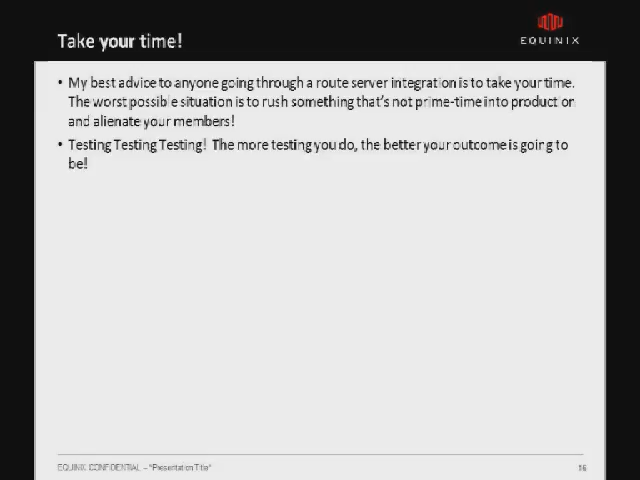 Take your time!
EQUINIX
• My best advice to anyone going through a route server integration is to take your time.
The worst possible situation is to rush something that's not prime-time into production
and alienate your members!
• Testing Testing Testing! The more testing you do, the better your outcome is going to
be!
EQUINIX CONFIDENTIAL – "Presentation Title"
16